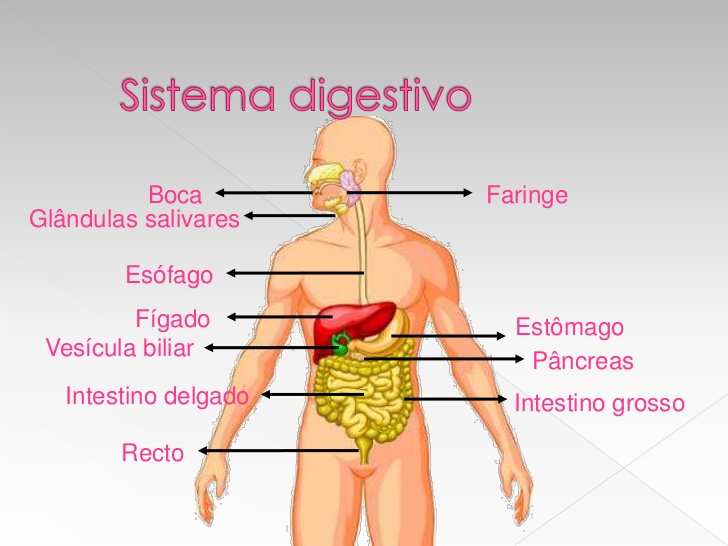 Sistema digestivo
Boca
Faringe
Glândulas salivares
Esófago
Fígado
Estômago
Vesícula biliar
Pâncreas
Intestino delgado
Intestino grosso
Recto